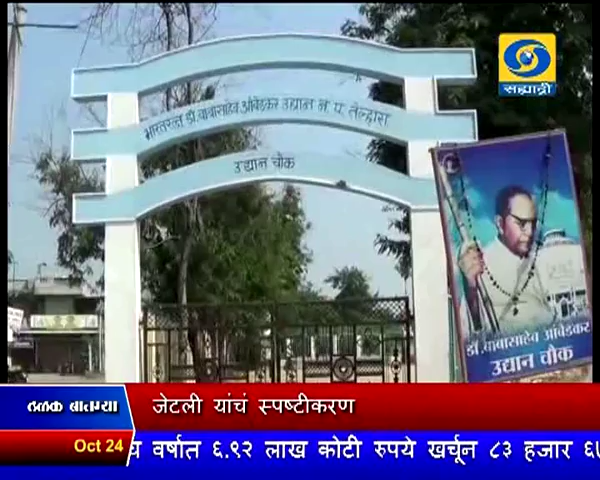 सह्याद्री
भारतरत्न डॉ. बाबासाहेब आंबेडकर उद्यान न. प. तेल्हारा
उद्यान चौक
डॉ. बाबासाहेब आंबेडकर
उद्यान चौक
ठळक बातम्या
जेटली यांचं स्पष्टीकरण
Oct 24
च वर्षात ६.९२ लाख कोटी रुपये खर्चून ८३ हजार ६७